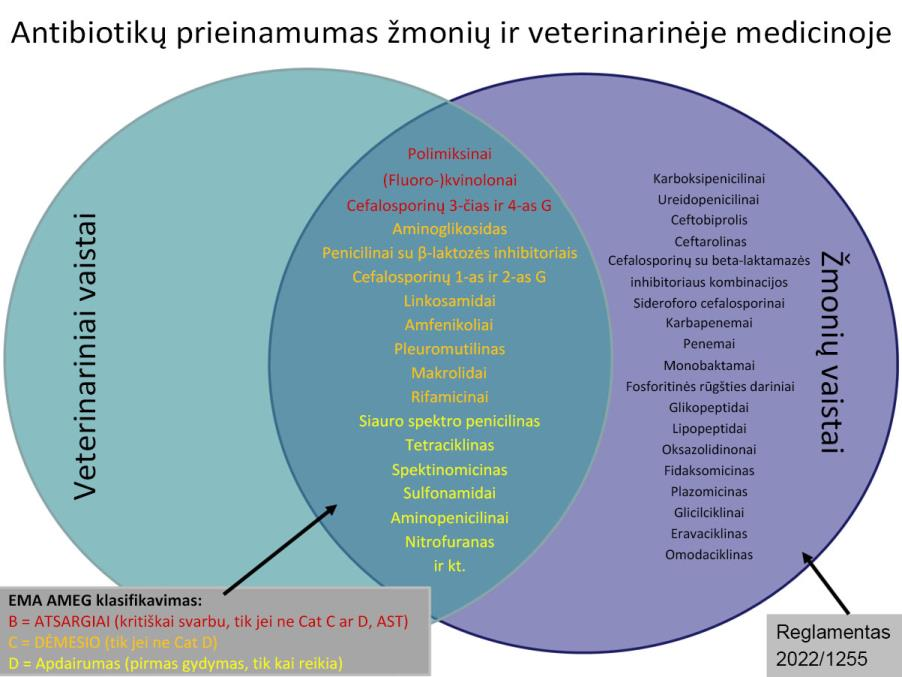 Antibiotikų prieinamumas žmonių ir veterinarinėje medicinoje
Veterinariniai vaistai
Polimiksinai
(Fluoro-)kvinolonai
Cefalosporinų 3-čias ir 4-as G
Aminoglikosidas
Penicilinai su β-laktozės inhibitoriais
Cefalosporinų 1-as ir 2-as G
Linkosamidai
Amfenikoliai
Pleuromutilinas
Makrolidai
Rifamicinai
Siauro spektro penicilinas
Tetraciklinas
Spektinomicinas
Sulfonamidai
Aminopenicilinai
Nitrofuranas
ir kt.
Karboksipenicilinai
Ureidopenicilinai
Ceftobiprolis
Ceftarolinas
Cefalosporinų su beta-laktamazės
inhibitoriaus kombinacijos
Sideroforo cefalosporinai
Karbapenemai
Penemai
Monobaktamai
Fosforitinės rūgšties dariniai
Glikopeptidai
Lipopeptidai
Oksazolidinonai
Fidaksomicinas
Plazomicinas
Glicilciklinai
Eravaciklinas
Omodaciklinas
Žmonių vaistai
EMA AMEG klasifikavimas:
B = ATSARGIAI (kritiškai svarbu, tik jei ne Cat C ar D, AST)
C = DĖMESIO (tik jei ne Cat D)
D = Apdairumas (pirmas gydymas, tik kai reikia)
Reglamentas
2022/1255